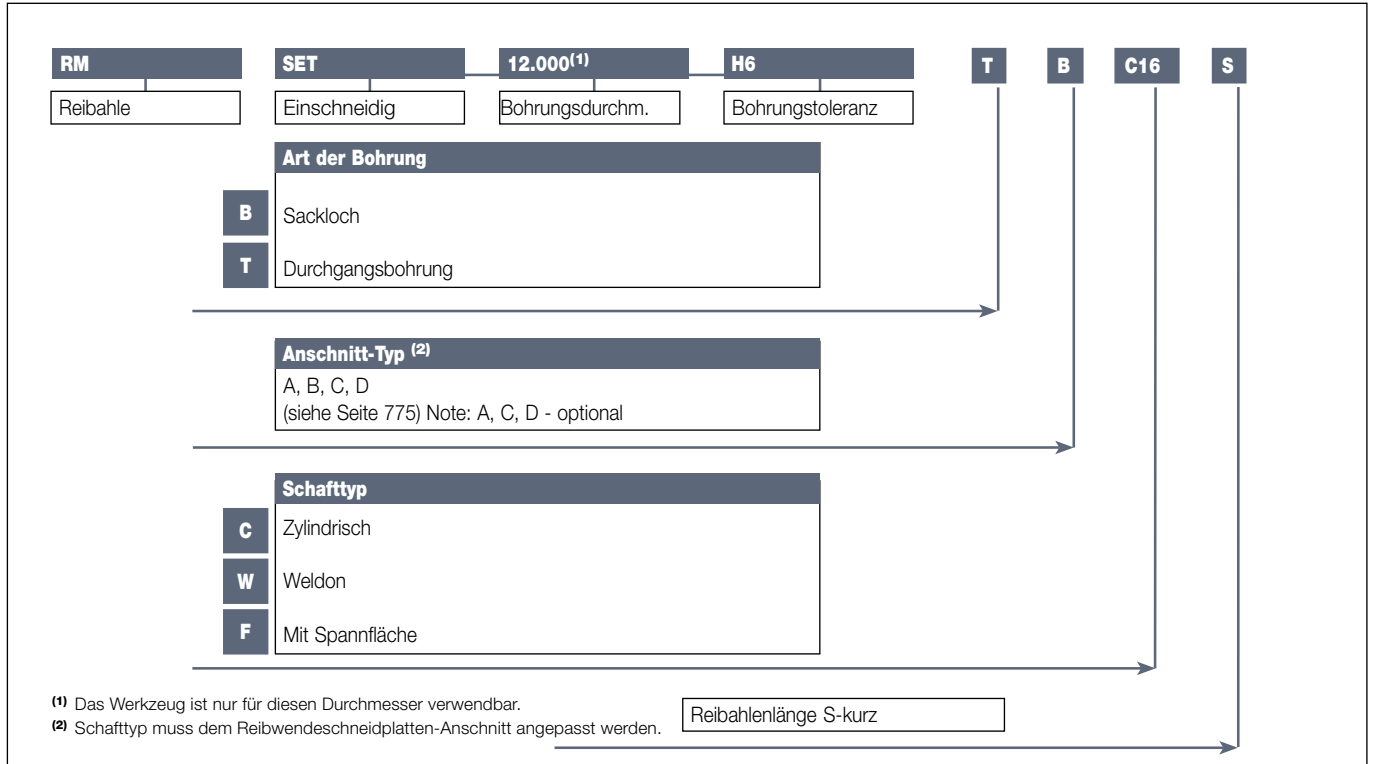 RM SET 12.000(1) H6 T B C16 S
Reibahle Einschneidig Bohrungsdurchm. Bohrungstoleranz
Art der Bohrung
B Sackloch
T Durchgangsbohrung
Anschnitt-Typ (2)
A, B, C, D
(siehe Seite 775) Note: A, C, D - optional
Schafttyp
C Zylindrisch
W Weldon
F Mit Spannfläche
(1) Das Werkzeug ist nur für diesen Durchmesser verwendbar.
(2) Schafttyp muss dem Reibwendeschneidplatten-Anschnitt angepasst werden.
Reibahlenlänge S-kurz